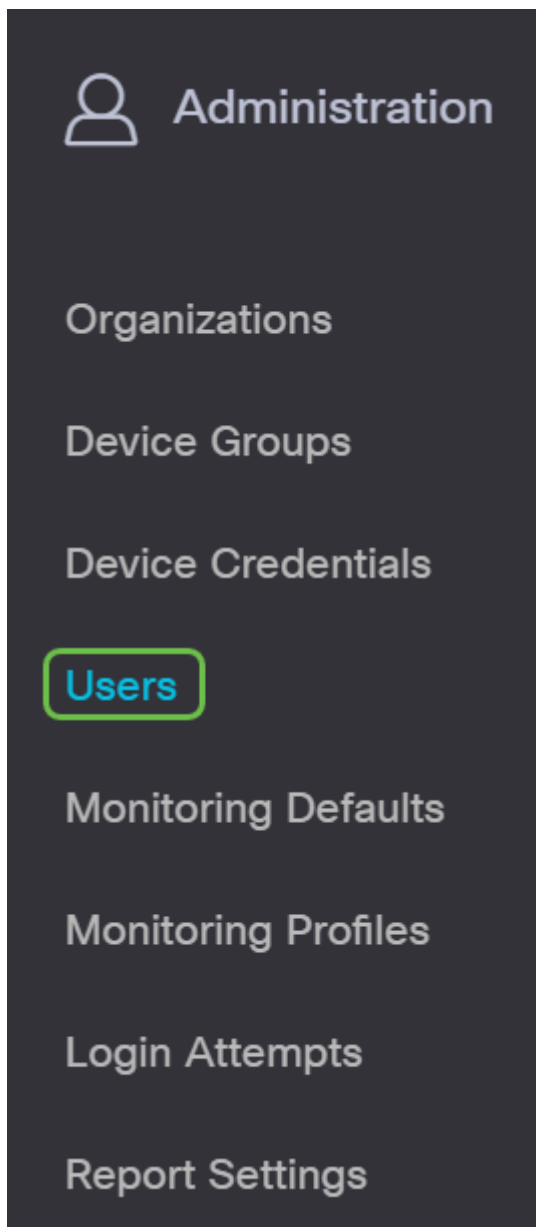 Administration
Organizations
Device Groups
Device Credentials
Users
Monitoring Defaults
Monitoring Profiles
Login Attempts
Report Settings